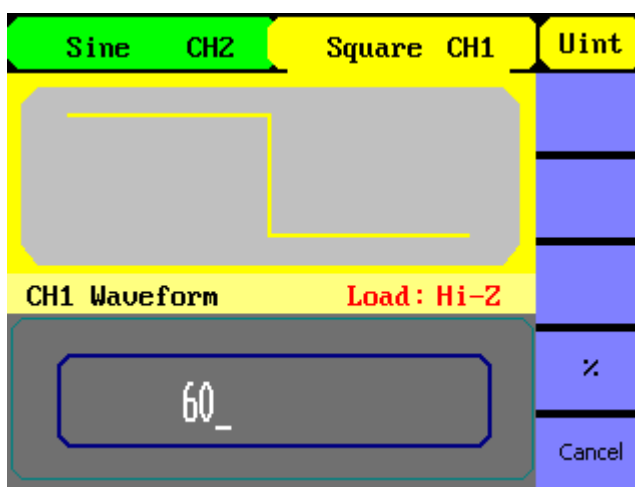 Sine CH2 Square CH1 Uint
CH1 Waveform Load: Hi-Z
60_
%
Cancel